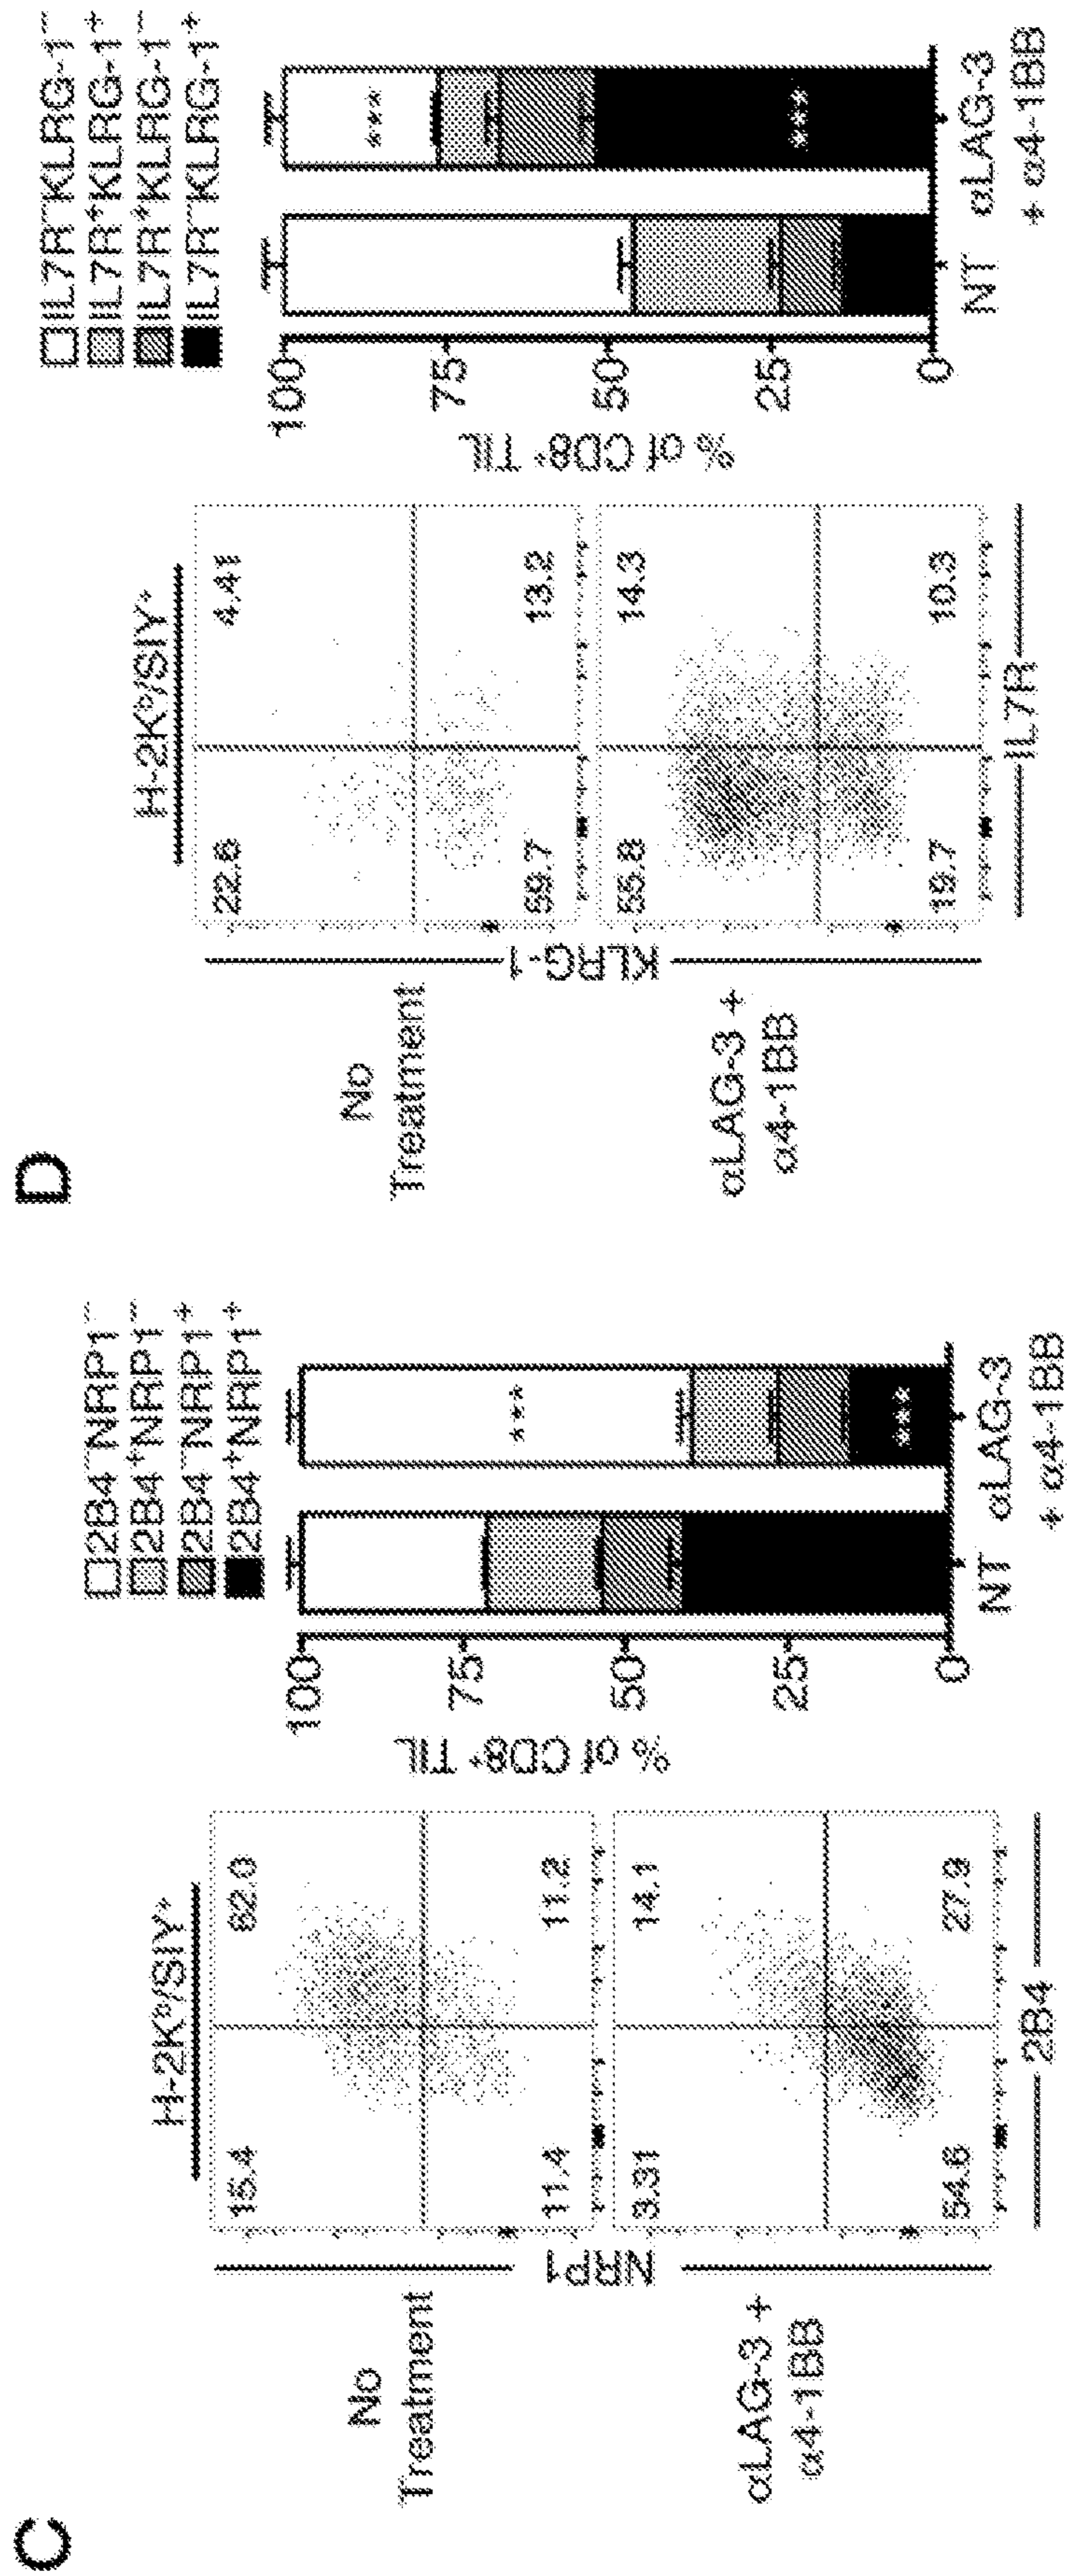 C
H-2Kᵇ/SIY⁺
No
Treatment
15.4
62.0
11.4
11.2
NRP1
αLAG-3 +
α4-1BB
3.31
14.1
54.6
27.9
2B4
2B4⁻NRP1⁻
2B4⁺NRP1⁻
2B4⁻NRP1⁺
2B4⁺NRP1⁺
% of CD8⁺ TIL
100
75
50
25
0
***
***
NT
αLAG-3
+ α4-1BB
D
H-2Kᵇ/SIY⁺
No
Treatment
22.6
4.41
59.7
13.2
KLRG-1
αLAG-3 +
α4-1BB
55.8
14.3
19.7
10.3
IL7R
IL7R⁻KLRG-1⁻
IL7R⁺KLRG-1⁺
IL7R⁺KLRG-1⁻
IL7R⁻KLRG-1⁺
% of CD8⁺ TIL
100
75
50
25
0
***
***
NT
αLAG-3
+ α4-1BB